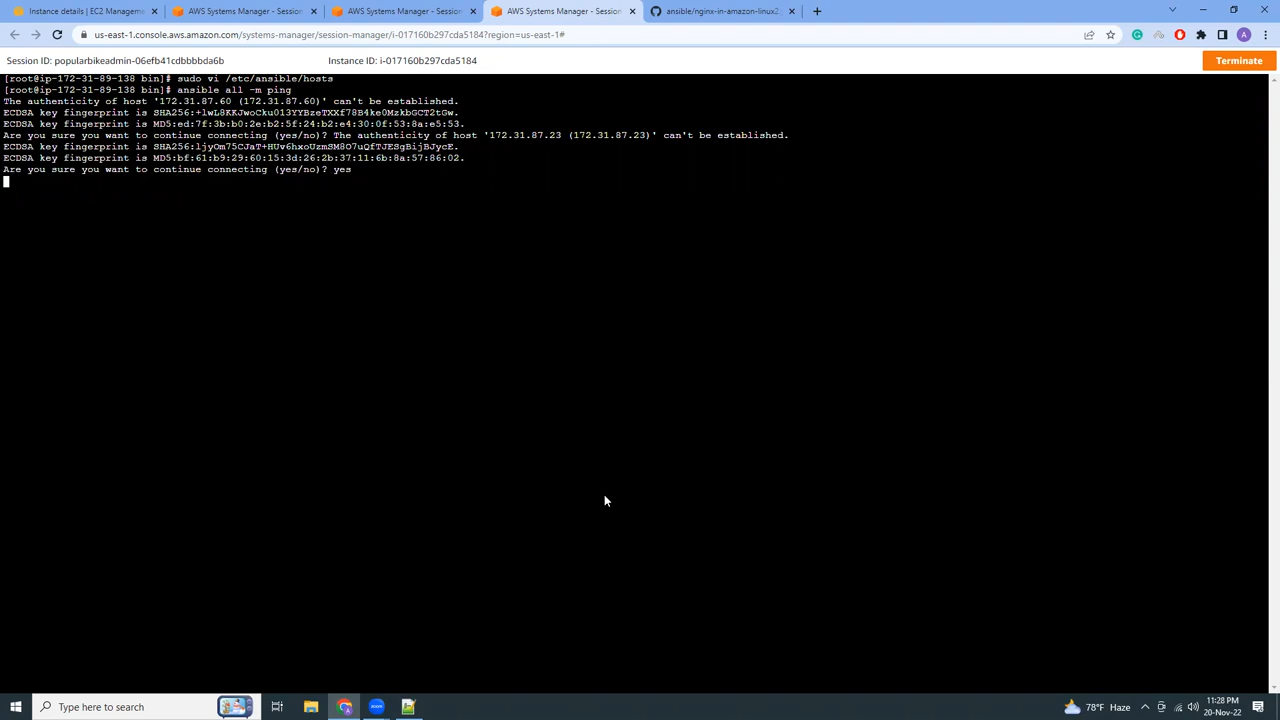 Instance details | EC2 Manageme
AWS Systems Manager - Session
AWS Systems Manager - Session
AWS Systems Manager - Session
ansible/nginx-in-amazon-linux2
us-east-1.console.aws.amazon.com/systems-manager/session-manager/i-017160b297cda5184?region=us-east-1#
A
Session ID: popularbikeadmin-06efb41cdbbbbda6b
Instance ID: i-017160b297cda5184
Terminate
[root@ip-172-31-89-138 bin]# sudo vi /etc/ansible/hosts
[root@ip-172-31-89-138 bin]# ansible all -m ping
The authenticity of host '172.31.87.60 (172.31.87.60)' can't be established.
ECDSA key fingerprint is SHA256:+lwL8KKJwoCku013YYBzeTXXf78B4ke0MzkbGCT2tGw.
ECDSA key fingerprint is MD5:ed:7f:3b:b0:2e:b2:5f:24:b2:e4:30:0f:53:8a:e5:53.
Are you sure you want to continue connecting (yes/no)? The authenticity of host '172.31.87.23 (172.31.87.23)' can't be established.
ECDSA key fingerprint is SHA256:ljyOm75CJaT+HUv6hxoUzmSM8O7uQfTJESgBijBJycE.
ECDSA key fingerprint is MD5:bf:61:b9:29:60:15:3d:26:2b:37:11:6b:8a:57:86:02.
Are you sure you want to continue connecting (yes/no)? yes
Type here to search
zoom
78°F Haze
11:28 PM
20-Nov-22